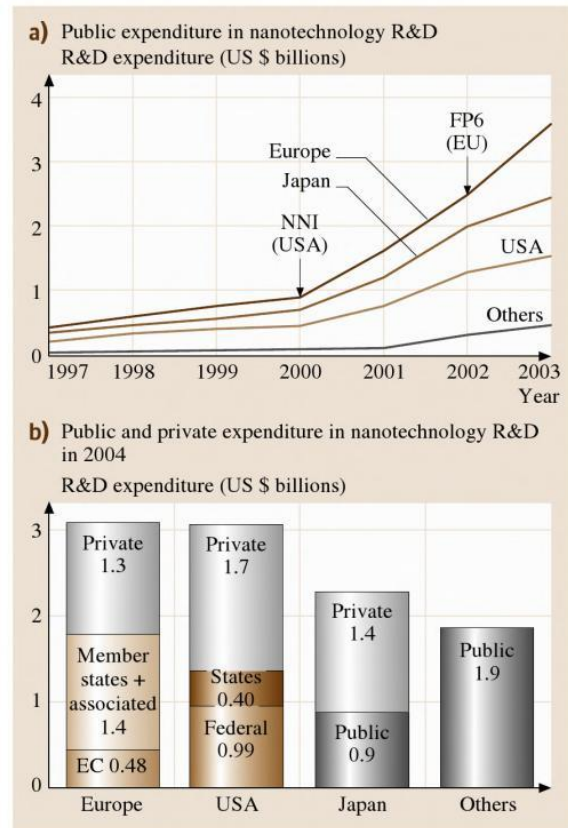 a) Public expenditure in nanotechnology R&D
R&D expenditure (US $ billions)
4
3
2
1
0
Europe
Japan
NNI
(USA)
FP6
(EU)
USA
Others
1997 1998 1999 2000 2001 2002 2003
Year
b) Public and private expenditure in nanotechnology R&D
in 2004
R&D expenditure (US $ billions)
3
2
1
0
Private
1.3
Member
states +
associated
1.4
EC 0.48
Private
1.7
States
0.40
Federal
0.99
Private
1.4
Public
0.9
Public
1.9
Europe USA Japan Others